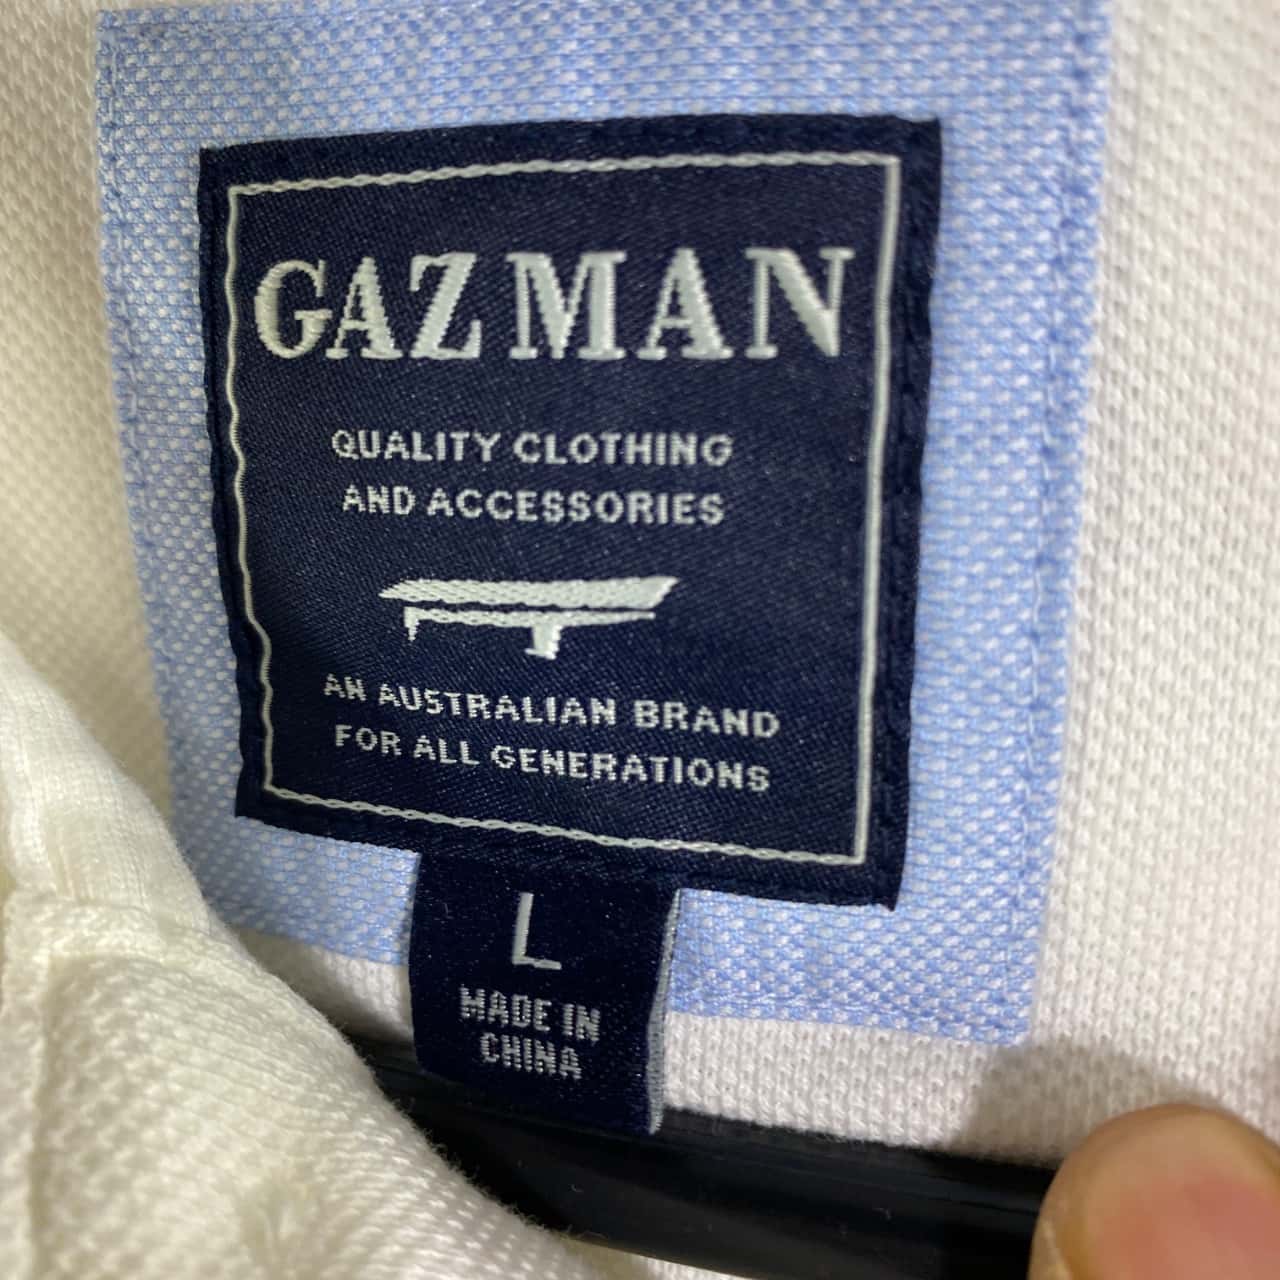 GAZMAN
QUALITY CLOTHING
AND ACCESSORIES
AN AUSTRALIAN BRAND
FOR ALL GENERATIONS
L
MADE IN
CHINA